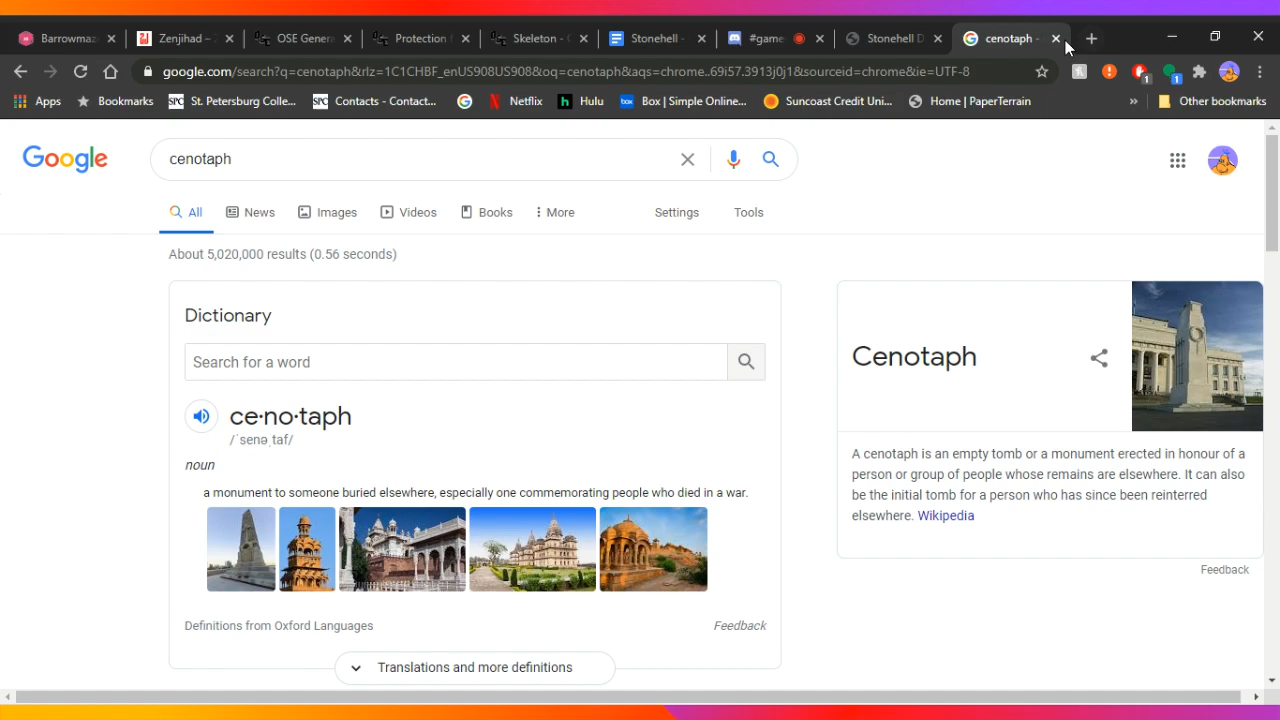 Barrowmaz
Zenjihad –
OSE Genera
Protection
Skeleton -
Stonehell -
#game
Stonehell D
cenotaph -
google.com/search?q=cenotaph&rlz=1C1CHBF_enUS908US908&oq=cenotaph&aqs=chrome..69i57.3913j0j1&sourceid=chrome&ie=UTF-8
1
1
Apps
Bookmarks
SPC St. Petersburg Colle...
SPC Contacts - Contact...
G
N Netflix
h Hulu
box Box | Simple Onlin...
Suncoast Credit Uni...
Home | PaperTerrain
»
Other bookmarks
Google
cenotaph
All
News
Images
Videos
Books
More
Settings
Tools
About 5,020,000 results (0.56 seconds)
Dictionary
Search for a word
ce·no·taph
/ˈsenəˌtaf/
noun
a monument to someone buried elsewhere, especially one commemorating people who died in a war.
Definitions from Oxford Languages
Feedback
Translations and more definitions
Cenotaph
A cenotaph is an empty tomb or a monument erected in honour of a
person or group of people whose remains are elsewhere. It can also
be the initial tomb for a person who has since been reinterred
elsewhere. Wikipedia
Feedback